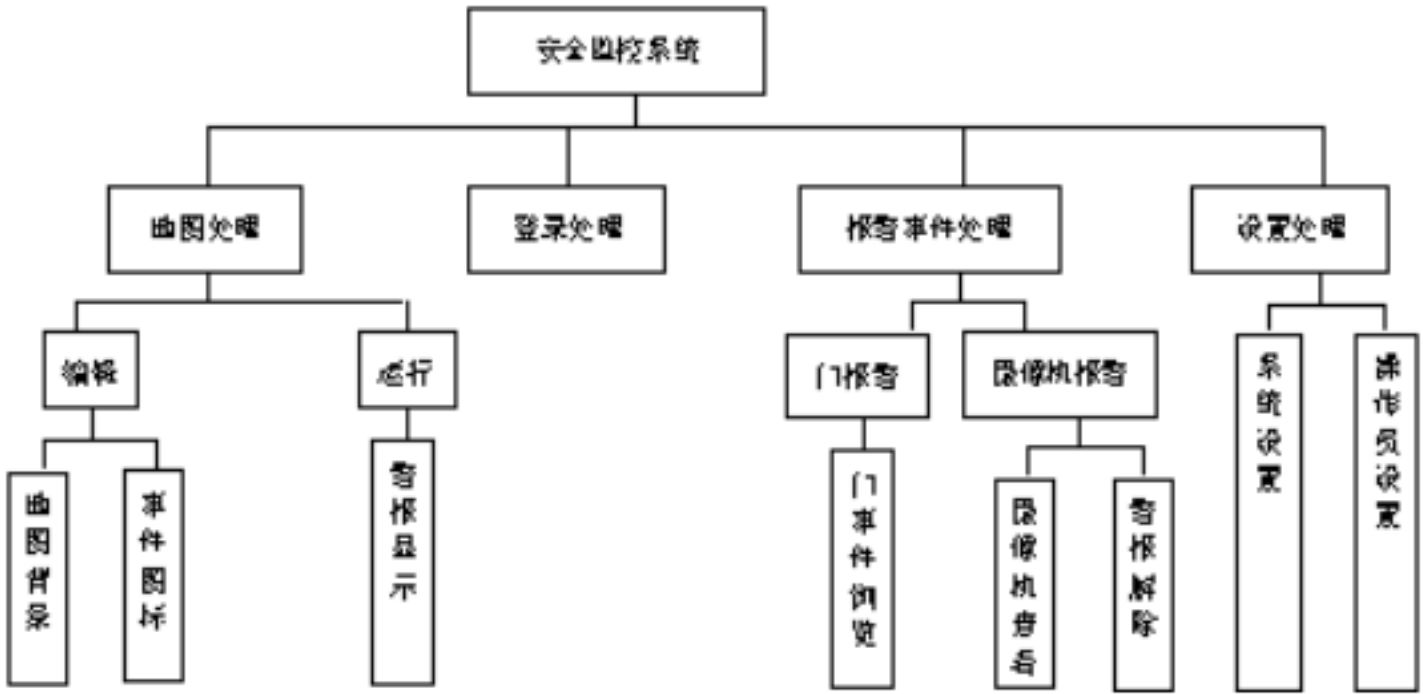 安全监控系统
画图处理
登录处理
报警事件处理
设置处理
编辑
运行
门报警
摄像机报警
系统设置
操作员设置
画图背景
事件图标
警报显示
门事件浏览
摄像机查看
警报解除